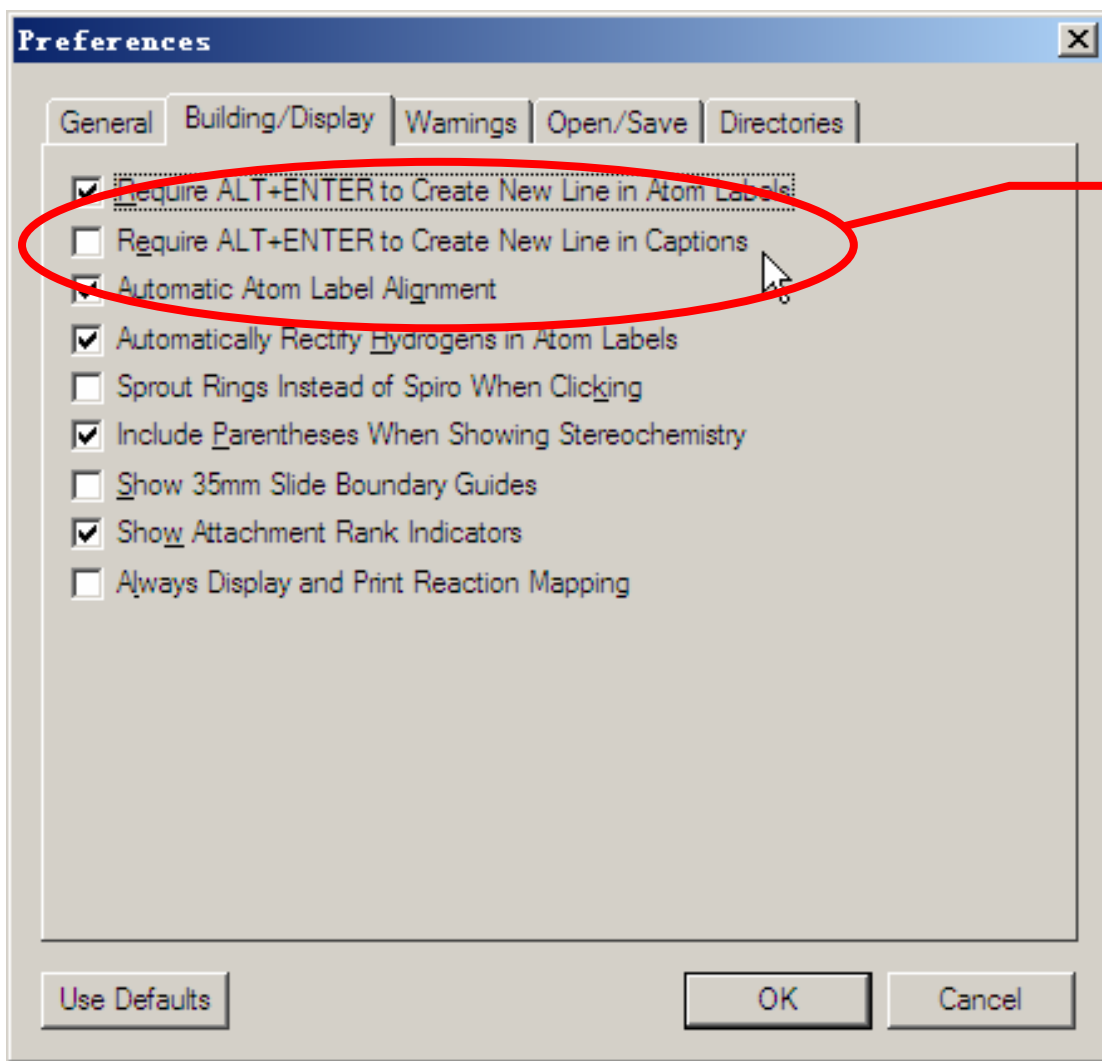 Preferences
General Building/Display Warnings Open/Save Directories
Require ALT+ENTER to Create New Line in Atom Labels
Require ALT+ENTER to Create New Line in Captions
Automatic Atom Label Alignment
Automatically Rectify Hydrogens in Atom Labels
Sprout Rings Instead of Spiro When Clicking
Include Parentheses When Showing Stereochemistry
Show 35mm Slide Boundary Guides
Show Attachment Rank Indicators
Always Display and Print Reaction Mapping
Use Defaults OK Cancel